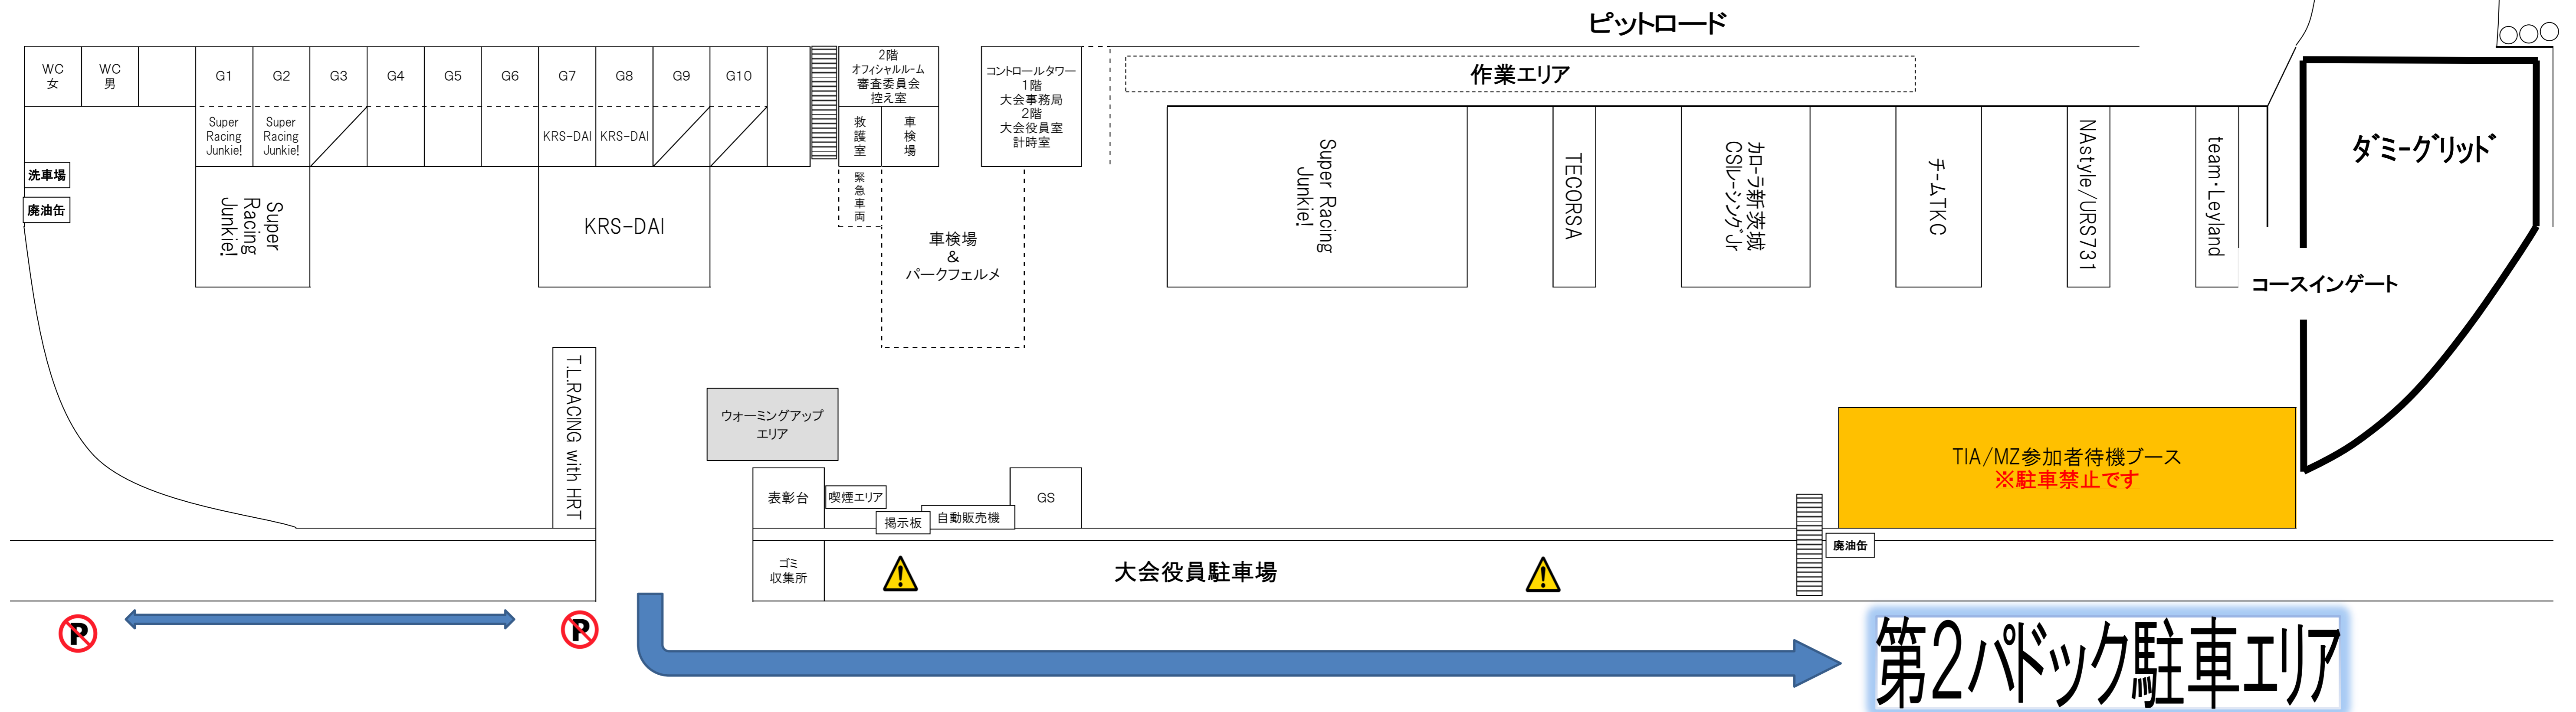 ピットロード
WC
女
WC
男
G1
G2
G3
G4
G5
G6
G7
G8
G9
G10
2階
オフィシャルルーム
審査委員会
控え室
コントロールタワー
1階
大会事務局
2階
大会役員室
計時室
作業エリア
Super
Racing
Junkie!
Super
Racing
Junkie!
KRS-DAI
KRS-DAI
救護室
車検場
緊急車両
洗車場
廃油缶
Super
Racing
Junkie!
KRS-DAI
車検場
&
パークフェルメ
Super Racing
Junkie!
TECORSA
カローラ新茨城
CSIレーシングJr
チームTKC
NAstyle/URS731
team・Leyland
ダミーグリッド
コースインゲート
T.L.RACING with HRT
ウォーミングアップ
エリア
TIA/MZ参加者待機ブース
※駐車禁止です
表彰台
喫煙エリア
掲示板
自動販売機
GS
ゴミ
収集所
大会役員駐車場
廃油缶
P
P
第2パドック駐車エリア